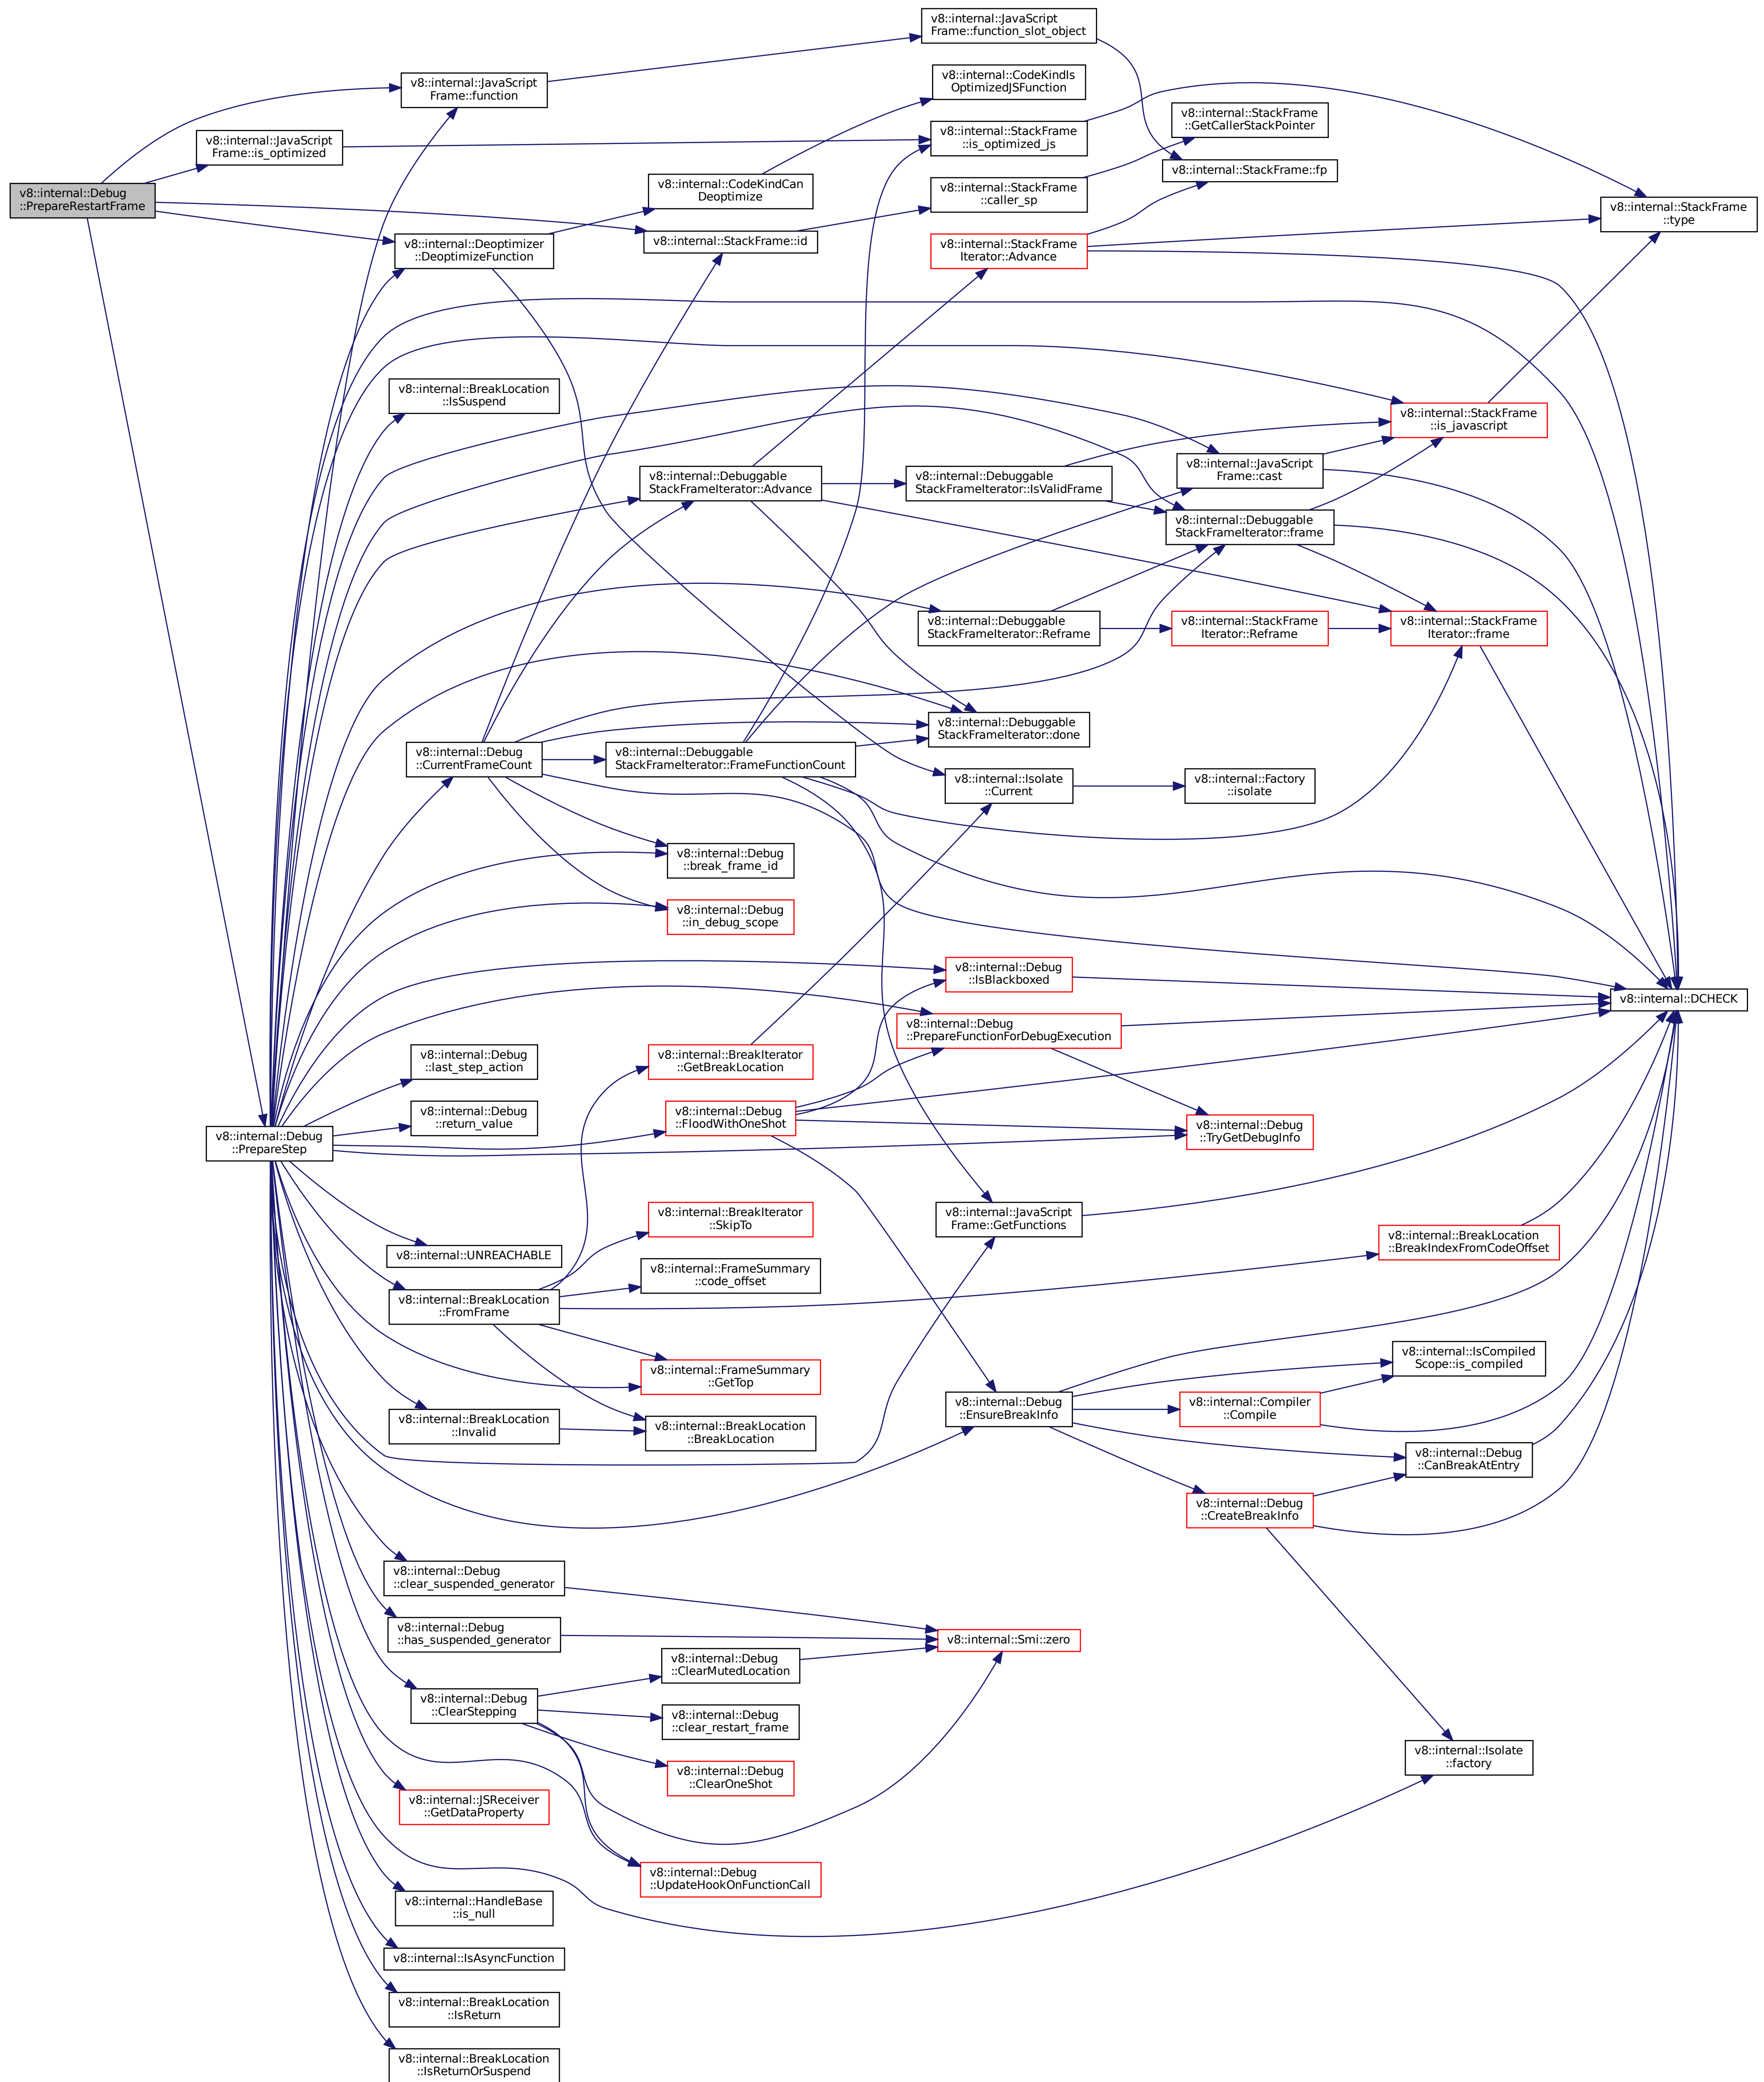 v8::internal::JavaScript
Frame::function_slot_object
v8::internal::CodeKindIs
OptimizedJSFunction
v8::internal::JavaScript
Frame::function
v8::internal::StackFrame
::GetCallerStackPointer
v8::internal::JavaScript
Frame::is_optimized
v8::internal::StackFrame
::is_optimized_js
v8::internal::StackFrame::fp
v8::internal::Debug
::PrepareRestartFrame
v8::internal::CodeKindCan
Deoptimize
v8::internal::StackFrame
::caller_sp
v8::internal::StackFrame
::type
v8::internal::Deoptimizer
::DeoptimizeFunction
v8::internal::StackFrame::id
v8::internal::StackFrame
Iterator::Advance
v8::internal::BreakLocation
::IsSuspend
v8::internal::StackFrame
::is_javascript
v8::internal::Debuggable
StackFrameIterator::Advance
v8::internal::Debuggable
StackFrameIterator::IsValidFrame
v8::internal::JavaScript
Frame::cast
v8::internal::Debuggable
StackFrameIterator::frame
v8::internal::Debuggable
StackFrameIterator::Reframe
v8::internal::StackFrame
Iterator::Reframe
v8::internal::StackFrame
Iterator::frame
v8::internal::Debuggable
StackFrameIterator::done
v8::internal::Debug
::CurrentFrameCount
v8::internal::Debuggable
StackFrameIterator::FrameFunctionCount
v8::internal::Isolate
::Current
v8::internal::Factory
::isolate
v8::internal::Debug
::break_frame_id
v8::internal::Debug
::in_debug_scope
v8::internal::Debug
::IsBlackboxed
v8::internal::DCHECK
v8::internal::Debug
::PrepareFunctionForDebugExecution
v8::internal::Debug
::last_step_action
v8::internal::BreakIterator
::GetBreakLocation
v8::internal::Debug
::return_value
v8::internal::Debug
::FloodWithOneShot
v8::internal::Debug
::TryGetDebugInfo
v8::internal::Debug
::PrepareStep
v8::internal::BreakIterator
::SkipTo
v8::internal::JavaScript
Frame::GetFunctions
v8::internal::UNREACHABLE
v8::internal::BreakLocation
::BreakIndexFromCodeOffset
v8::internal::FrameSummary
::code_offset
v8::internal::BreakLocation
::FromFrame
v8::internal::IsCompiled
Scope::is_compiled
v8::internal::FrameSummary
::GetTop
v8::internal::BreakLocation
::Invalid
v8::internal::BreakLocation
::BreakLocation
v8::internal::Debug
::EnsureBreakInfo
v8::internal::Compiler
::Compile
v8::internal::Debug
::CanBreakAtEntry
v8::internal::Debug
::CreateBreakInfo
v8::internal::Debug
::clear_suspended_generator
v8::internal::Debug
::has_suspended_generator
v8::internal::Smi::zero
v8::internal::Debug
::ClearMutedLocation
v8::internal::Debug
::ClearStepping
v8::internal::Debug
::clear_restart_frame
v8::internal::Isolate
::factory
v8::internal::Debug
::ClearOneShot
v8::internal::JSReceiver
::GetDataProperty
v8::internal::Debug
::UpdateHookOnFunctionCall
v8::internal::HandleBase
::is_null
v8::internal::IsAsyncFunction
v8::internal::BreakLocation
::IsReturn
v8::internal::BreakLocation
::IsReturnOrSuspend